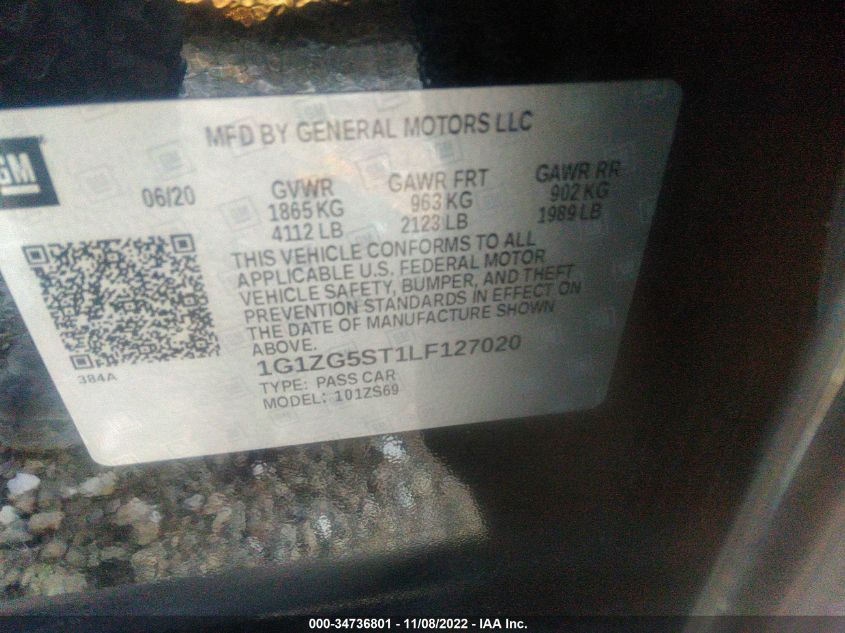 MFD BY GENERAL MOTORS LLC
GM
06/20
GVWR
1865 KG
4112 LB
GAWR FRT
963 KG
2123 LB
GAWR RR
902 KG
1989 LB
THIS VEHICLE CONFORMS TO ALL
APPLICABLE U.S. FEDERAL MOTOR
VEHICLE SAFETY, BUMPER, AND THEFT
PREVENTION STANDARDS IN EFFECT ON
THE DATE OF MANUFACTURE SHOWN
ABOVE.
384A
1G1ZG5ST1LF127020
TYPE: PASS CAR
MODEL: 101ZS69
000-34736801 - 11/08/2022 - IAA Inc.